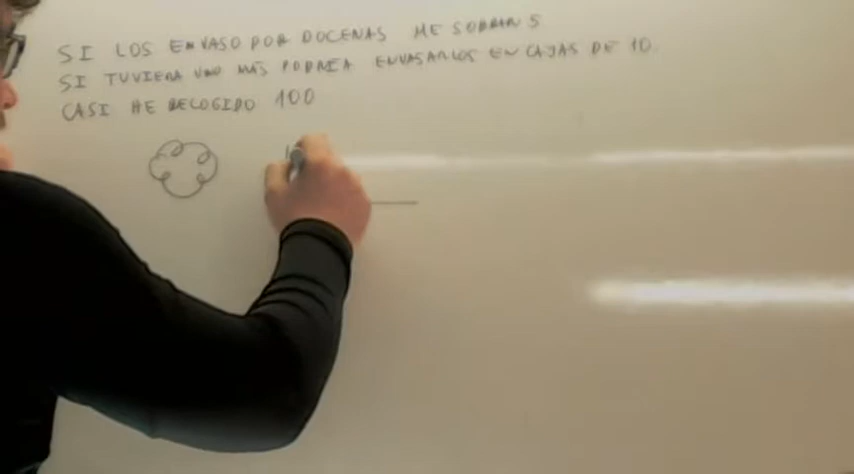 SI LOS ENVASO POR DOCENAS ME SOBRAN 5
SI TUVIERA UNO MÁS PODRÍA ENVASARLOS EN CAJAS DE 10.
CASI HE RECOGIDO 100